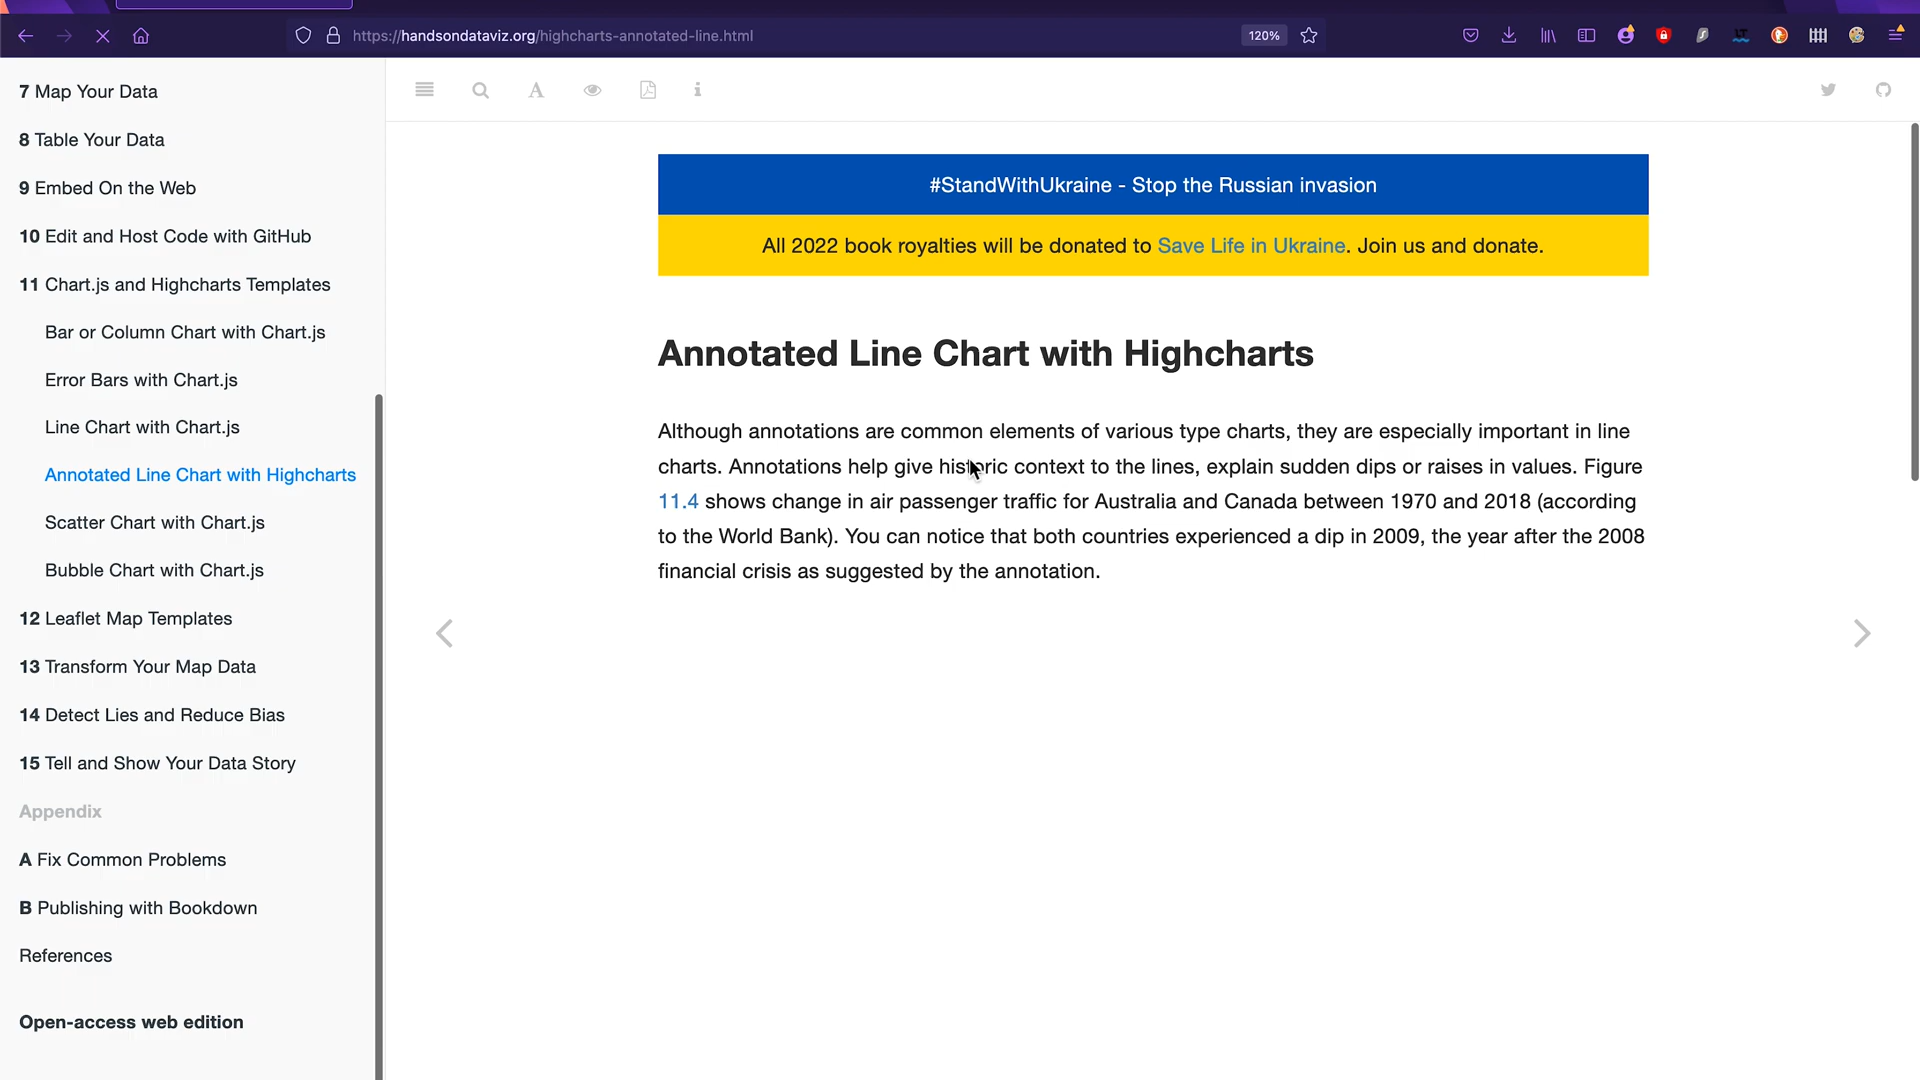 https://handsondataviz.org/highcharts-annotated-line.html
120%
7 Map Your Data
8 Table Your Data
9 Embed On the Web
10 Edit and Host Code with GitHub
11 Chart.js and Highcharts Templates
Bar or Column Chart with Chart.js
Error Bars with Chart.js
Line Chart with Chart.js
Annotated Line Chart with Highcharts
Scatter Chart with Chart.js
Bubble Chart with Chart.js
12 Leaflet Map Templates
13 Transform Your Map Data
14 Detect Lies and Reduce Bias
15 Tell and Show Your Data Story
Appendix
A Fix Common Problems
B Publishing with Bookdown
References
Open-access web edition
#StandWithUkraine - Stop the Russian invasion
All 2022 book royalties will be donated to Save Life in Ukraine. Join us and donate.
Annotated Line Chart with Highcharts
Although annotations are common elements of various type charts, they are especially important in line
charts. Annotations help give historic context to the lines, explain sudden dips or raises in values. Figure
11.4 shows change in air passenger traffic for Australia and Canada between 1970 and 2018 (according
to the World Bank). You can notice that both countries experienced a dip in 2009, the year after the 2008
financial crisis as suggested by the annotation.